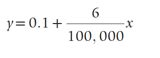 y = 0.1 + 6/100,000 x